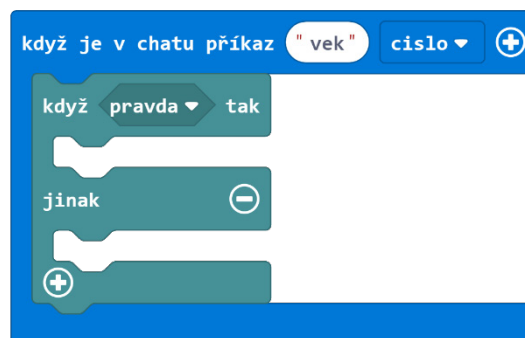 když je v chatu příkaz "vek" cislo
když pravda tak
jinak